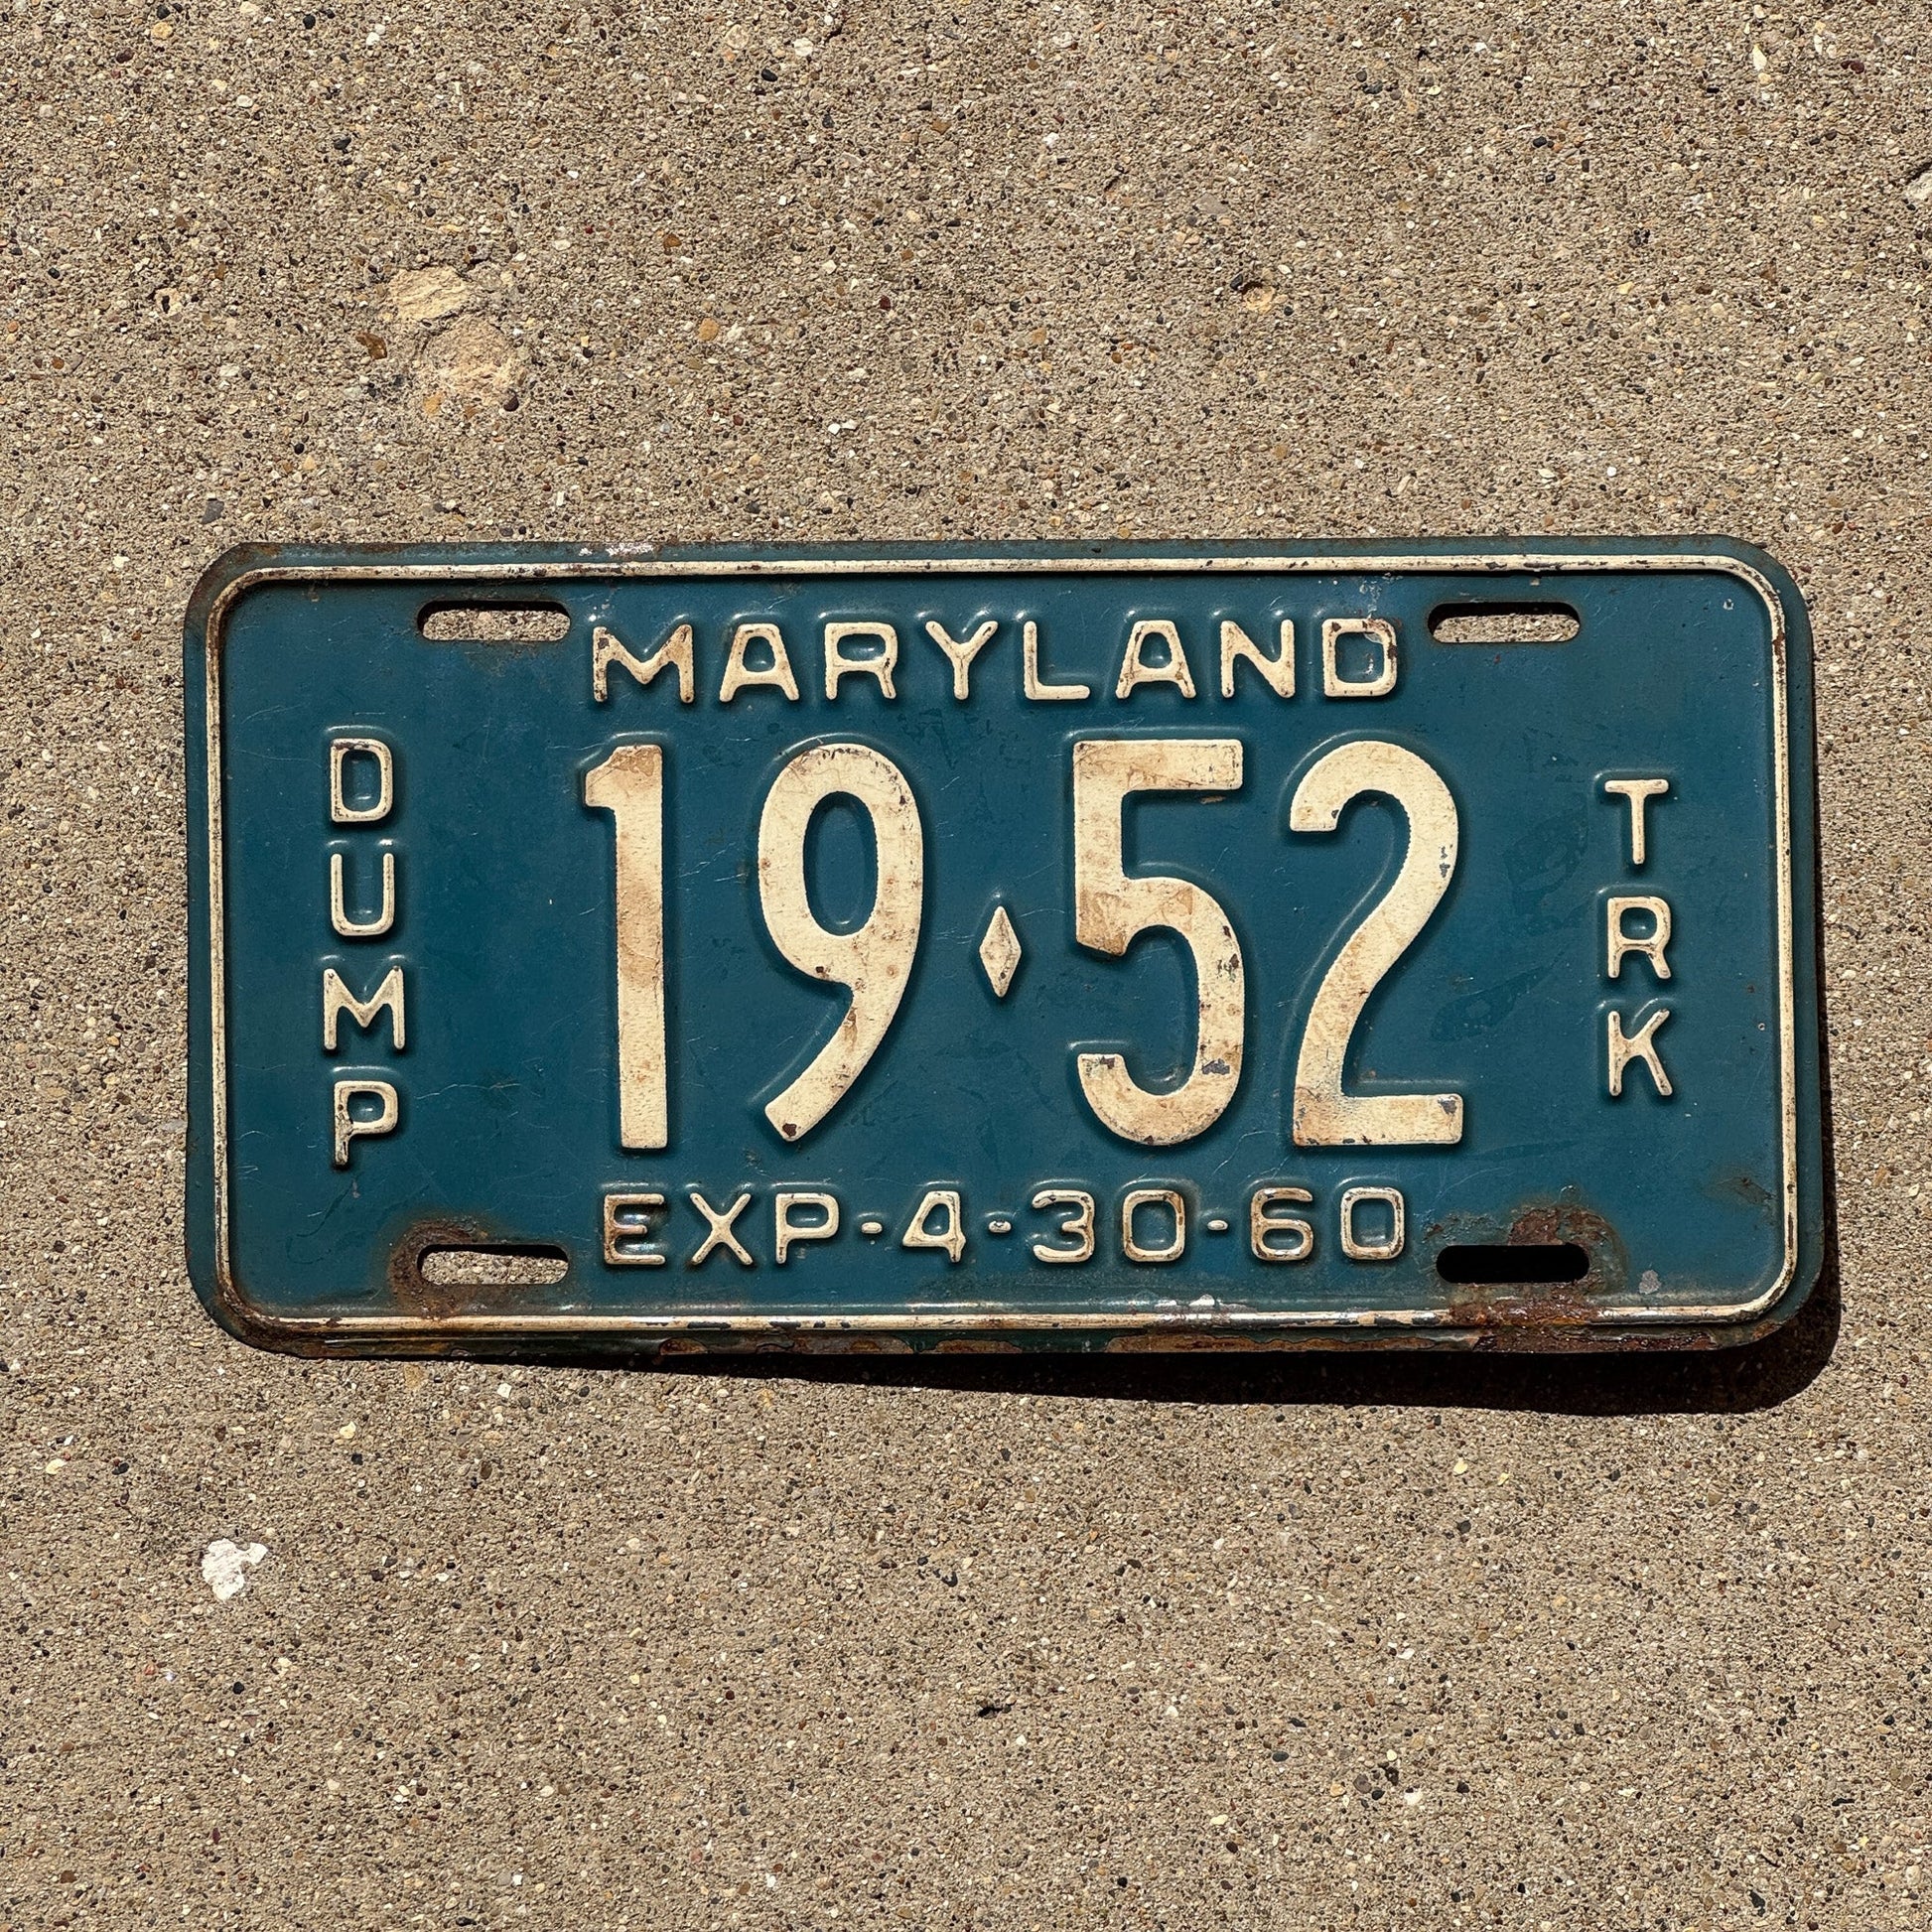 MARYLAND
DUMP
19♦52
TRK
EXP-4-30-60